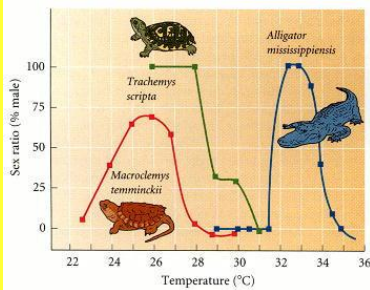 Alligator
mississippiensis
Trachemys
scripta
Macroclemys
temminckii
Sex ratio (% male)
100
75
50
25
0
22 24 26 28 30 32 34 36
Temperature (°C)